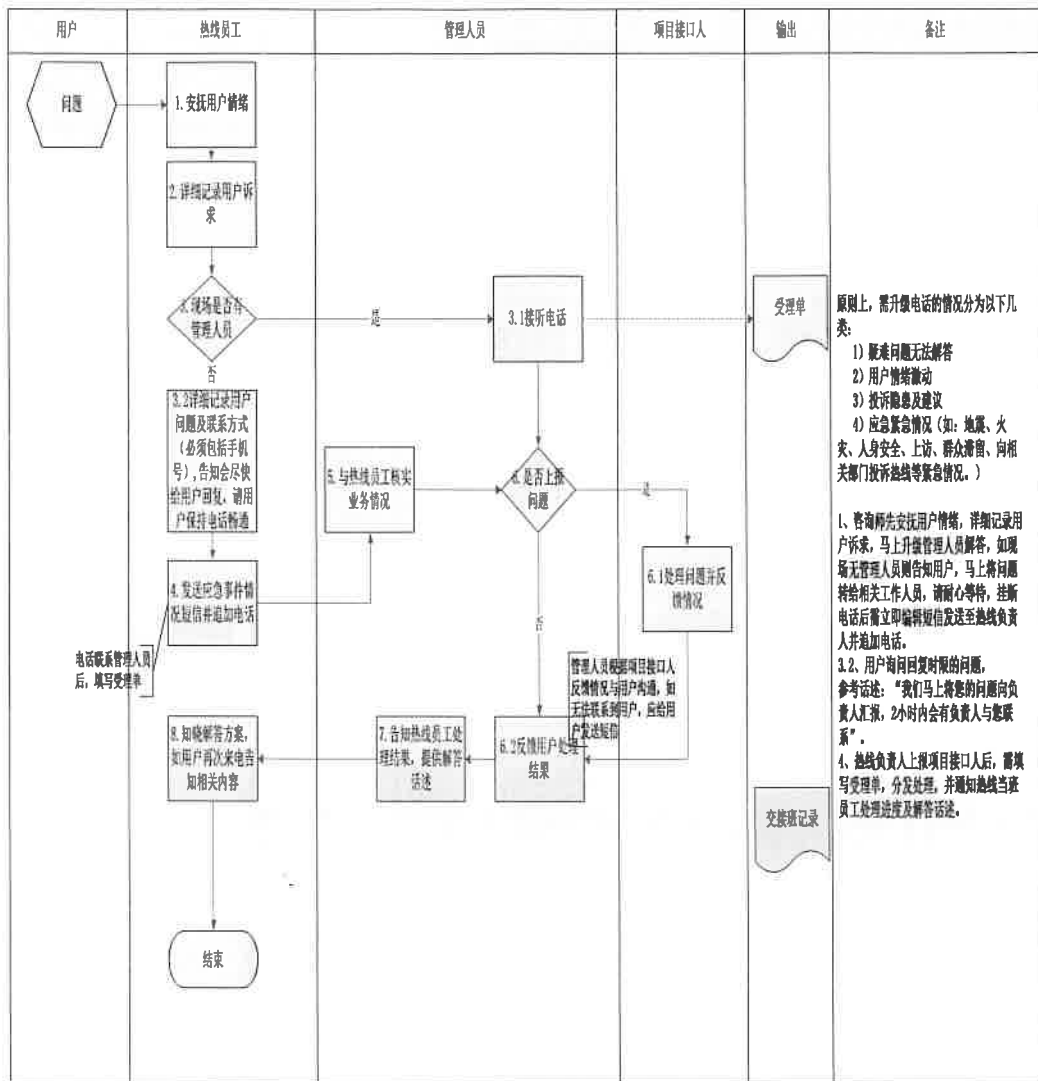 用户
热线员工
管理人员
项目接口人
输出
备注
问题
1.安抚用户情绪
2.详细记录用户诉
求
3.现场是否有
管理人员
是
否
3.1接听电话
受理单
3.2详细记录用户
问题及联系方式
（必须包括手机
号），告知会尽快
给用户回复，请用
户保持电话畅通
4.发送应急事件情
况短信并追加电话
电话联系管理人员
后，填写受理单
5.与热线员工核实
业务情况
6.是否上报
问题
是
否
6.1处理问题并反
馈情况
管理人员根据项目接口人
反馈情况与用户沟通，如
无法联系到用户，应给用
户发送短信
6.2反馈用户处理
结果
7.告知热线员工处
理结果，提供解答
话述
8.知晓解答方案，
如用户再次来电告
知相关内容
结束
交接班记录
原则上，需升级电话的情况分为以下几
类：
1）疑难问题无法解答
2）用户情绪激动
3）投诉隐患及建议
4）应急紧急情况（如：地震、火
灾、人身安全、上访、群众滞留、向相
关部门投诉热线等紧急情况。）
1、咨询师先安抚用户情绪，详细记录用
户诉求，马上升级管理人员解答，如现
场无管理人员则告知用户，马上将问题
转给相关工作人员，请耐心等待，挂断
电话后需立即编辑短信发送至热线负责
人并追加电话。
3.2、用户询问回复时限的问题，
参考话述：“我们马上将您的问题向负
责人汇报，2小时内会有负责人与您联
系”。
4、热线负责人上报项目接口人后，需填
写受理单，分发处理，并通知热线当班
员工处理进度及解答话述。